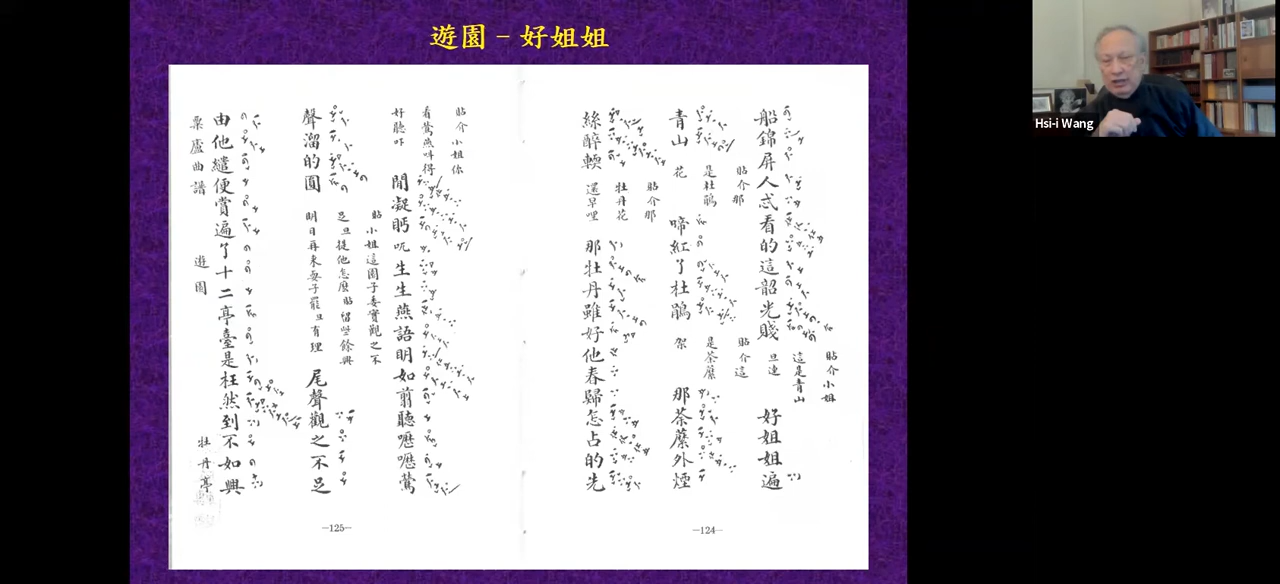 遊園 – 好姐姐
Hsi-i Wang
船錦屏人忒看的這韶光賤
貼介小姐
這是青山
旦連
好姐姐遍
青山
貼介那
是杜鵑
花
啼紅了杜鵑
貼介這
是荼蘼
架
那荼蘼外煙
絲醉輭
貼介那
牡丹花
還早哩
那牡丹雖好他春歸怎占的先
—124—
貼介小姐你
看鶯燕叫得
好聽吓
閒凝眄
生生燕語明如翦聽嚦嚦鶯
聲溜的圓
貼小姐這園子委實觀之不
足旦提他怎麼貼留些餘興
明日再來耍子罷旦有理
尾聲觀之不足
由他繾便賞遍了十二亭臺是枉然到不如興
粟廬曲譜
遊園
牡丹亭
—125—